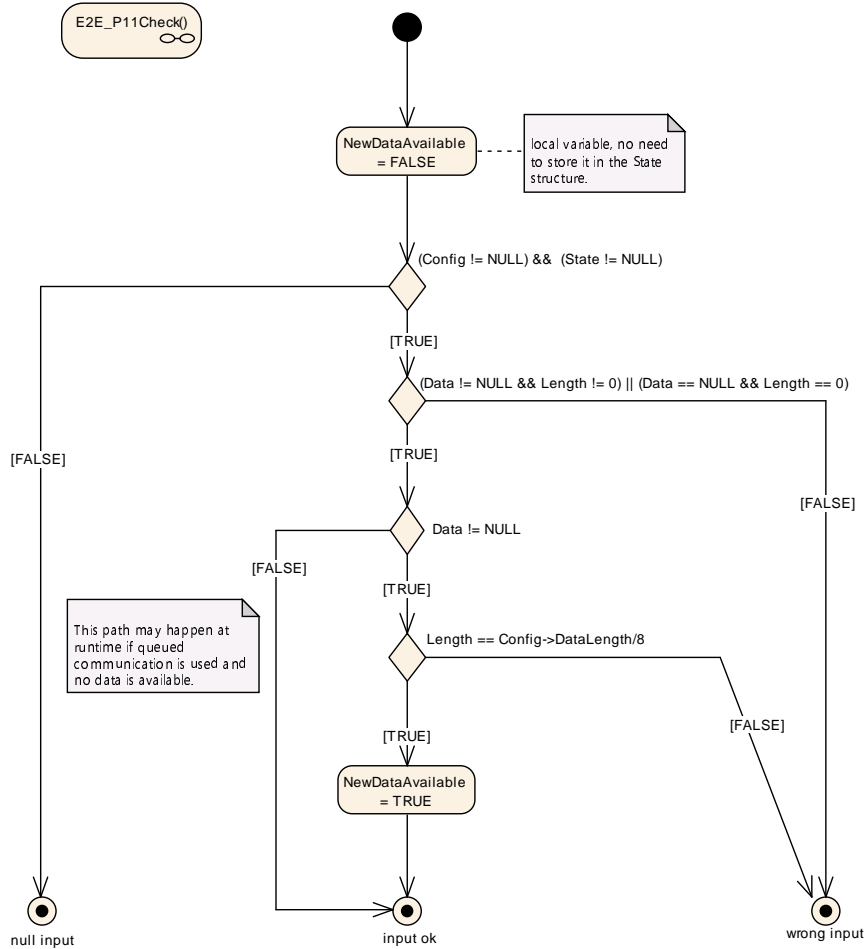 E2E_P11Check()
NewDataAvailable
= FALSE
local variable, no need
to store it in the State
structure.
(Config != NULL) && (State != NULL)
[TRUE]
(Data != NULL && Length != 0) || (Data == NULL && Length == 0)
[TRUE]
[FALSE]
[FALSE]
Data != NULL
[FALSE]
[TRUE]
This path may happen at
runtime if queued
communication is used and
no data is available.
Length == Config->DataLength/8
[FALSE]
[TRUE]
NewDataAvailable
= TRUE
null input
input ok
wrong input